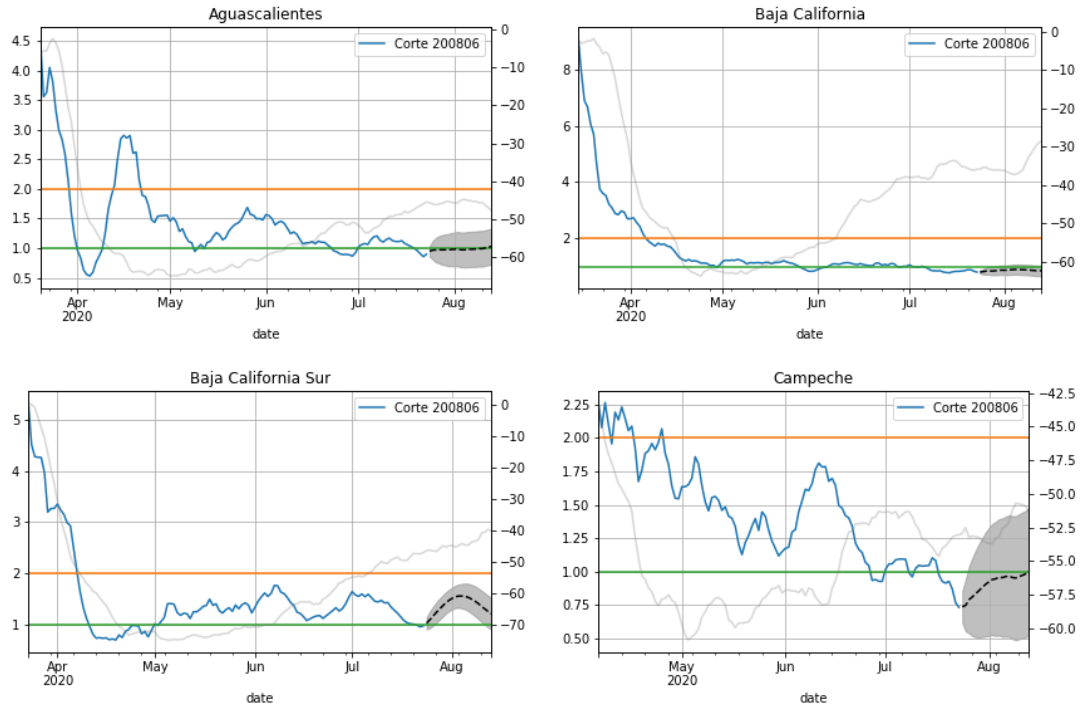 Aguascalientes
Corte 200806
4.5
4.0
3.5
3.0
2.5
2.0
1.5
1.0
0.5
0
−10
−20
−30
−40
−50
−60
Apr
2020
May
Jun
Jul
Aug
date
Baja California
Corte 200806
8
6
4
2
0
−10
−20
−30
−40
−50
−60
Apr
2020
May
Jun
Jul
Aug
date
Baja California Sur
Corte 200806
5
4
3
2
1
0
−10
−20
−30
−40
−50
−60
−70
Apr
2020
May
Jun
Jul
Aug
date
Campeche
Corte 200806
2.25
2.00
1.75
1.50
1.25
1.00
0.75
0.50
−42.5
−45.0
−47.5
−50.0
−52.5
−55.0
−57.5
−60.0
May
2020
Jun
Jul
Aug
date